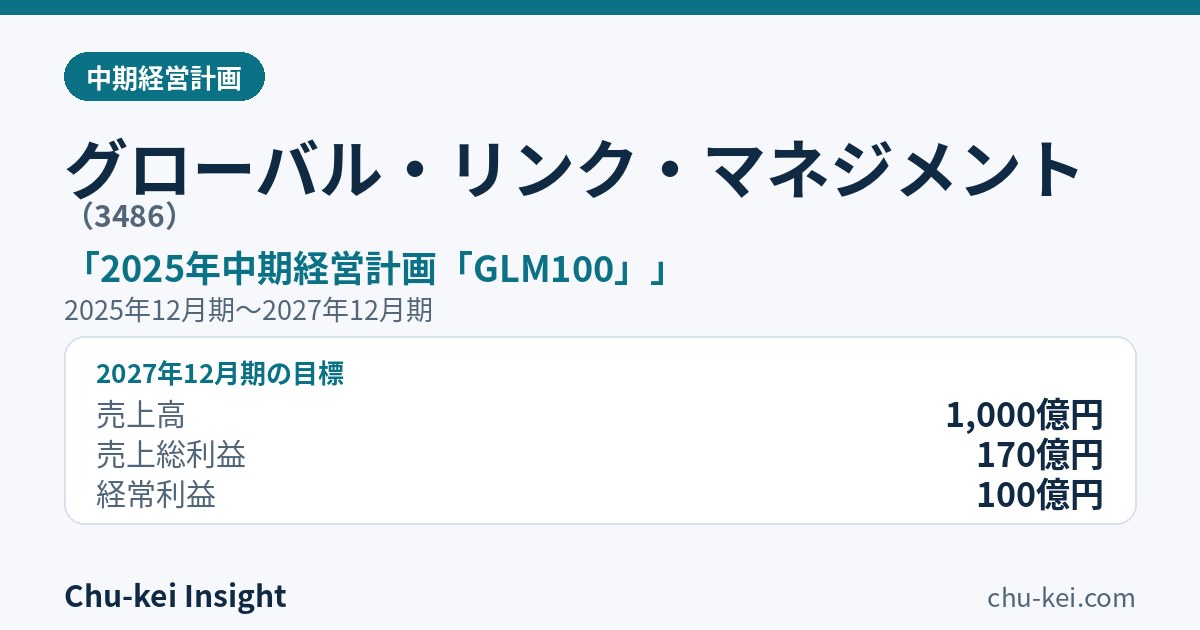 中期経営計画
グローバル・リンク・マネジメント
（3486）
「2025年中期経営計画「GLM100」」
2025年12月期～2027年12月期
2027年12月期の目標
売上高 1,000億円
売上総利益 170億円
経常利益 100億円
Chu-kei Insight chu-kei.com